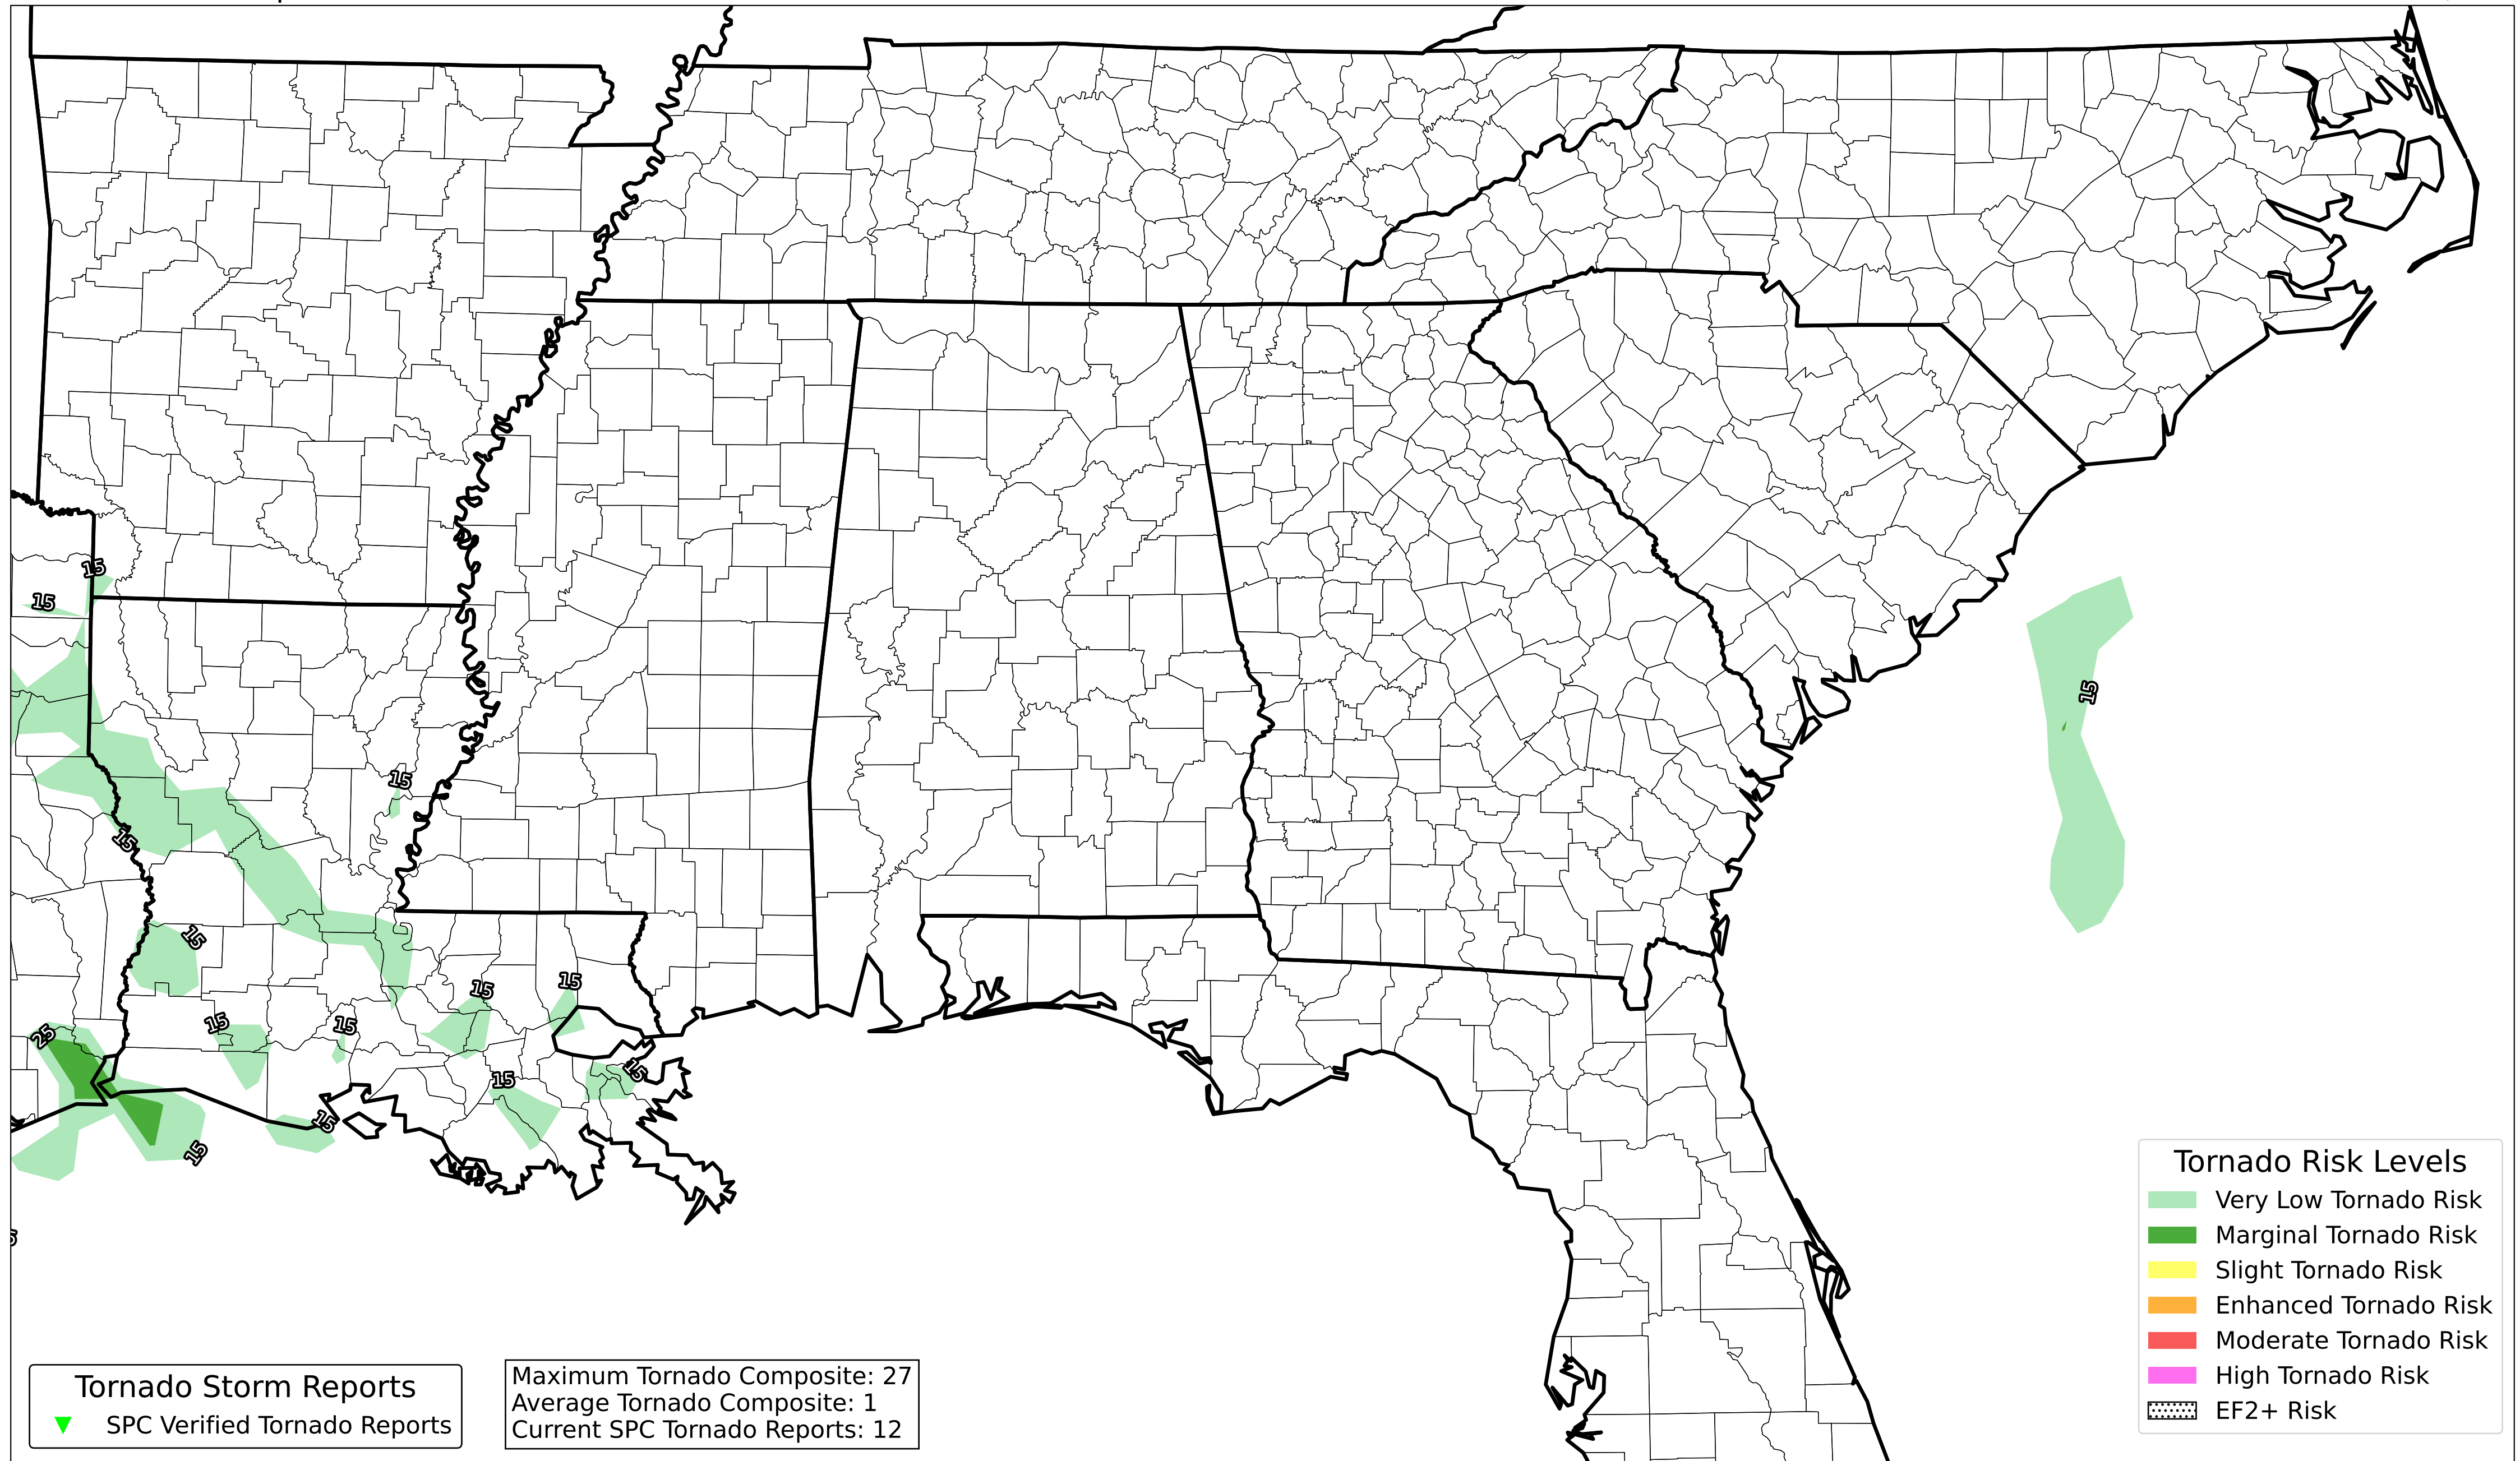 15
15
15
15
15
15
15
15
25
15
15
15
15
15
15
Tornado Risk Levels
Very Low Tornado Risk
Marginal Tornado Risk
Slight Tornado Risk
Enhanced Tornado Risk
Moderate Tornado Risk
High Tornado Risk
EF2+ Risk
Tornado Storm Reports
SPC Verified Tornado Reports
Maximum Tornado Composite: 27
Average Tornado Composite: 1
Current SPC Tornado Reports: 12